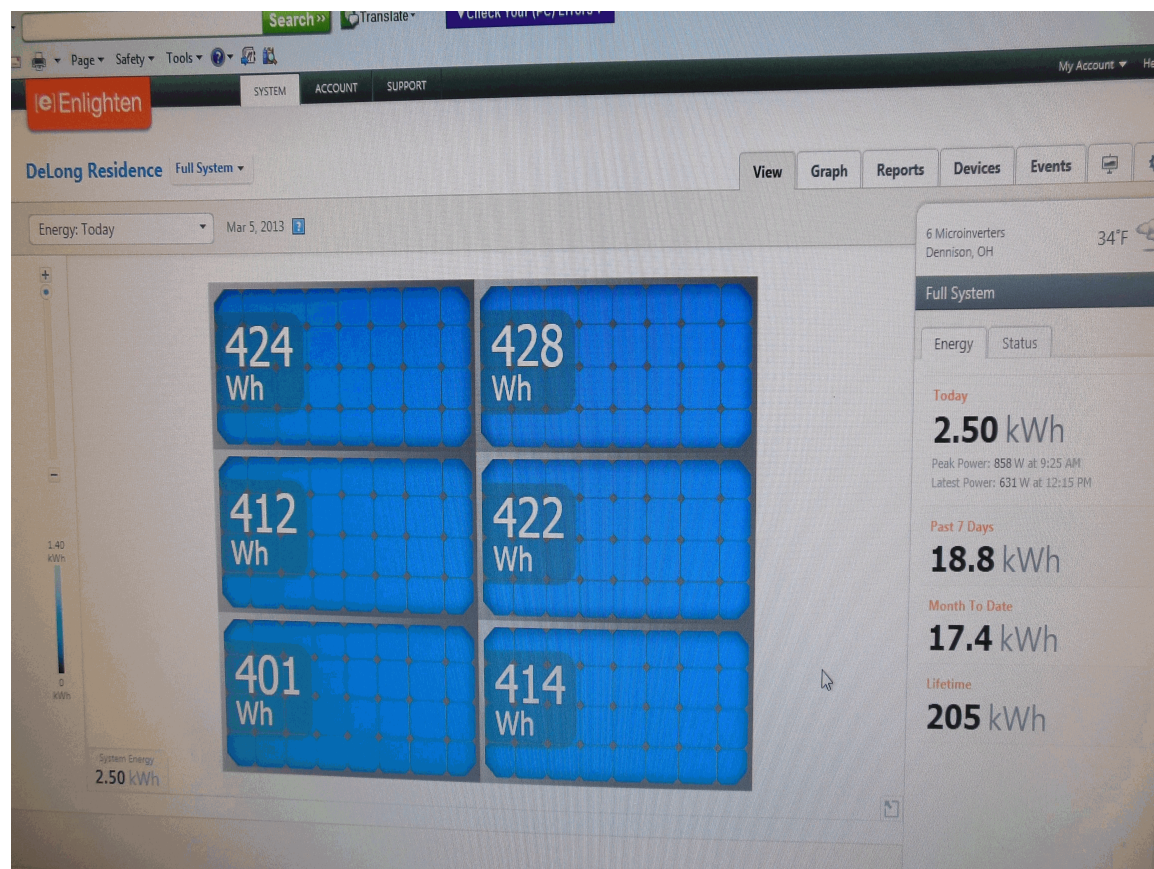 Search »
Translate
Check Your (PC) Errors
Page
Safety
Tools
?
My Account
[e] Enlighten
SYSTEM
ACCOUNT
SUPPORT
DeLong Residence
Full System
View
Graph
Reports
Devices
Events
Energy: Today
Mar 5, 2013
?
6 Microinverters
Dennison, OH
34°F
Full System
Energy
Status
+
−
1.40
kWh
0
kWh
424
Wh
428
Wh
412
Wh
422
Wh
401
Wh
414
Wh
System Energy
2.50 kWh
Today
2.50 kWh
Peak Power: 858 W at 9:25 AM
Latest Power: 631 W at 12:15 PM
Past 7 Days
18.8 kWh
Month To Date
17.4 kWh
Lifetime
205 kWh